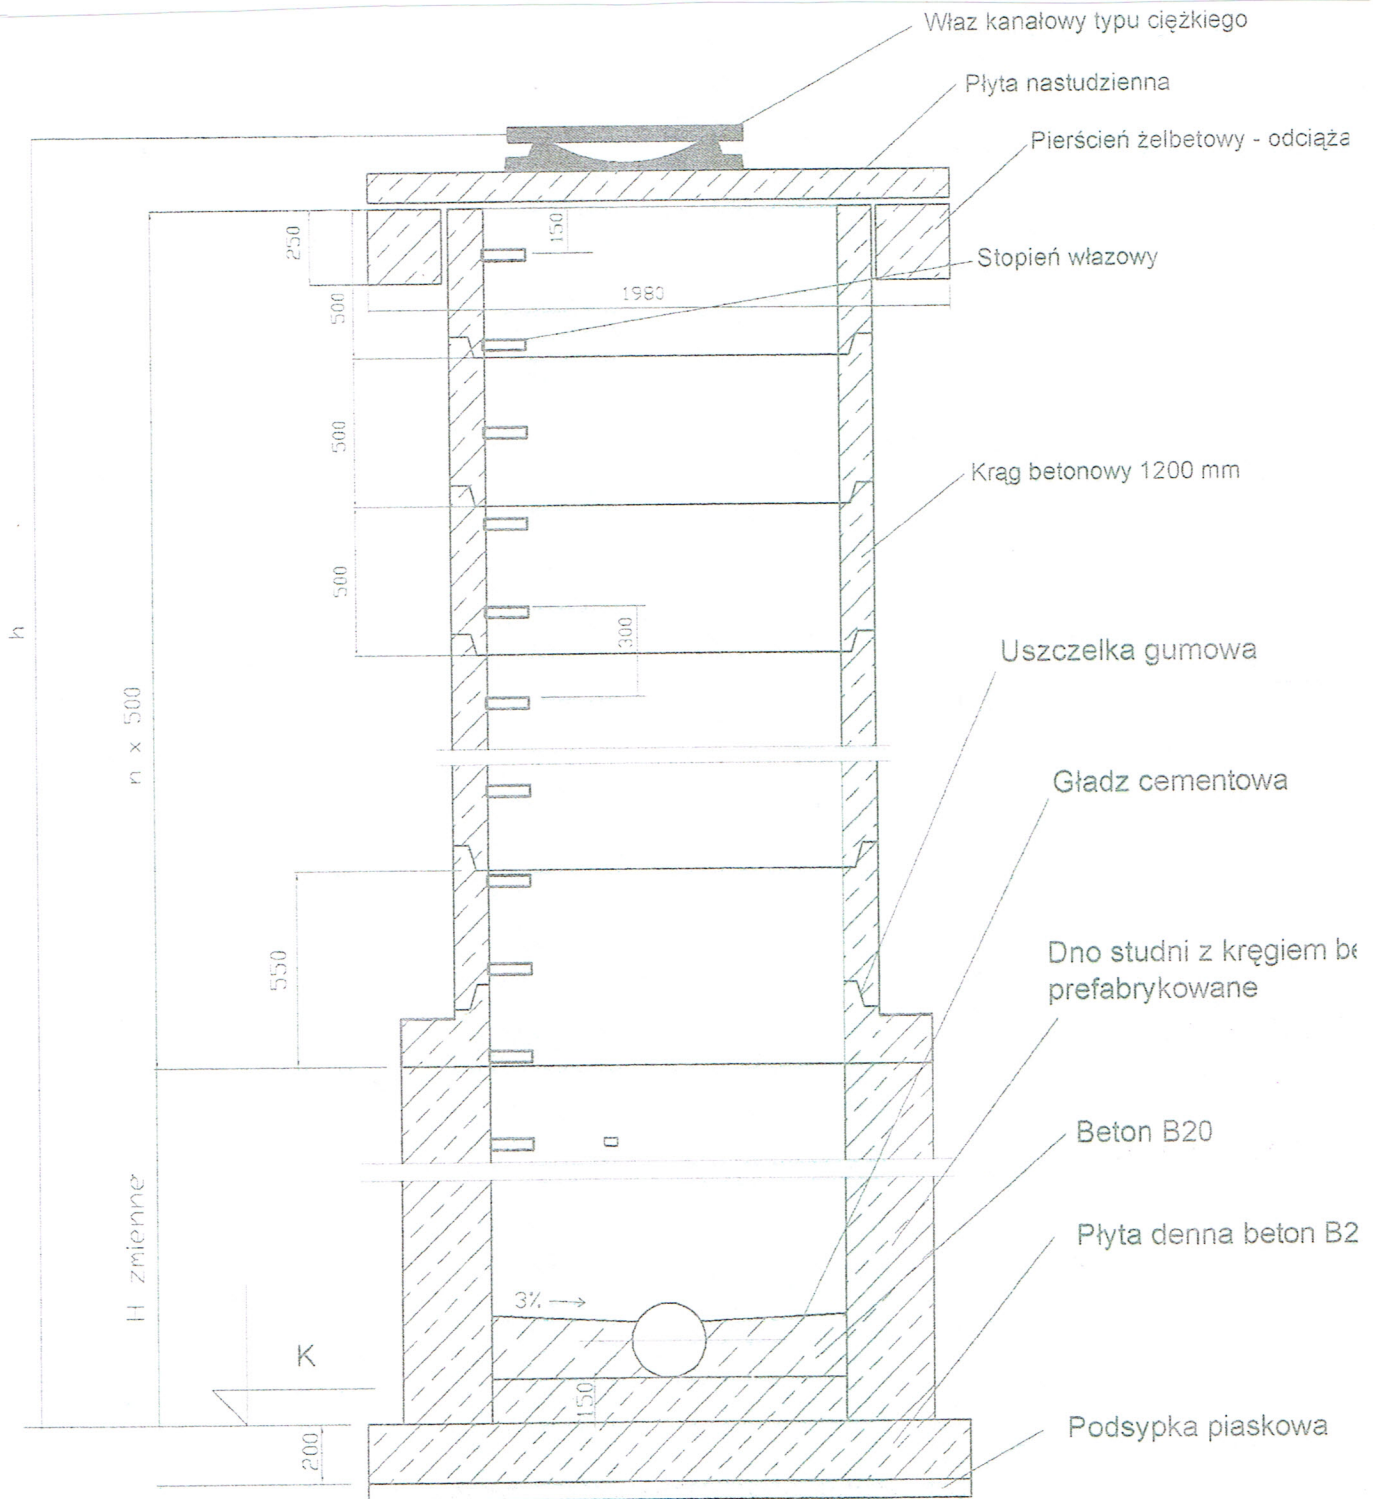 Właz kanałowy typu ciężkiego
Płyta nastudzienna
Pierścień żelbetowy - odciąża
250
150
Stopień włazowy
1980
500
500
Krąg betonowy 1200 mm
500
300
h
Uszczelka gumowa
n x 500
Gładz cementowa
550
Dno studni z kręgiem be
prefabrykowane
Beton B20
H zmienne
Płyta denna beton B2
3% →
K
150
200
Podsypka piaskowa